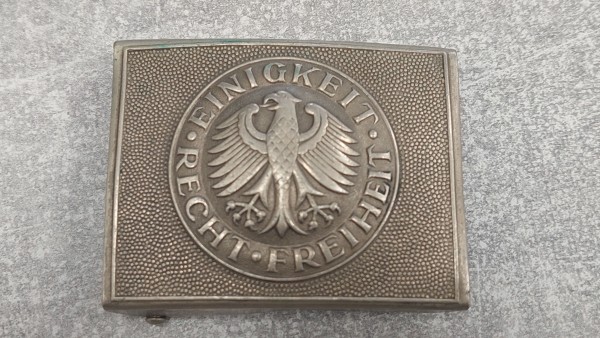 · EINIGKEIT · RECHT · FREIHEIT